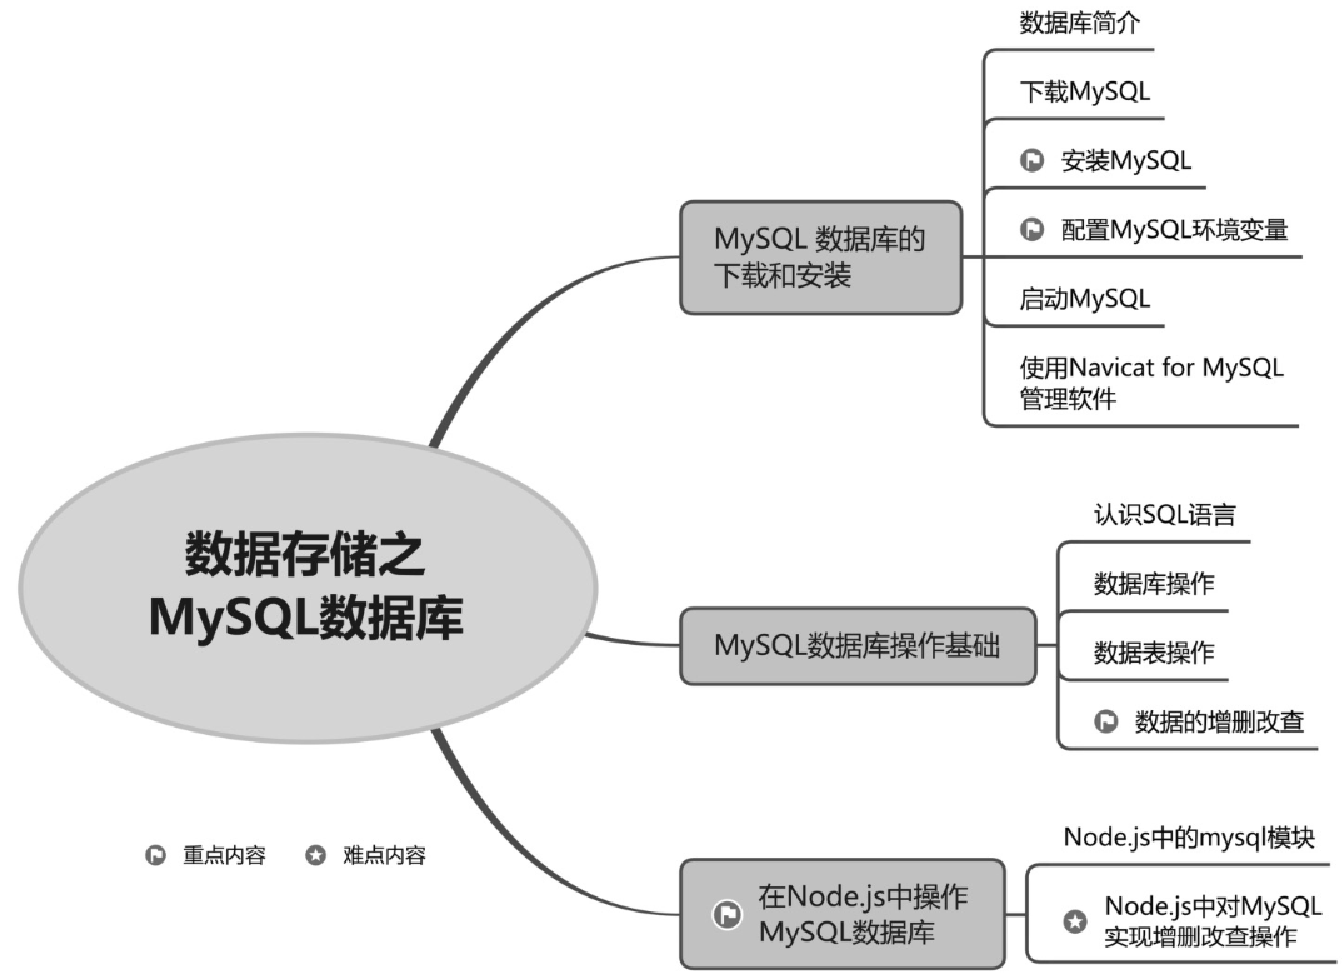 数据存储之
MySQL数据库
MySQL 数据库的
下载和安装
数据库简介
下载MySQL
安装MySQL
配置MySQL环境变量
启动MySQL
使用Navicat for MySQL
管理软件
MySQL数据库操作基础
认识SQL语言
数据库操作
数据表操作
数据的增删改查
在Node.js中操作
MySQL数据库
Node.js中的mysql模块
Node.js中对MySQL
实现增删改查操作
重点内容
难点内容